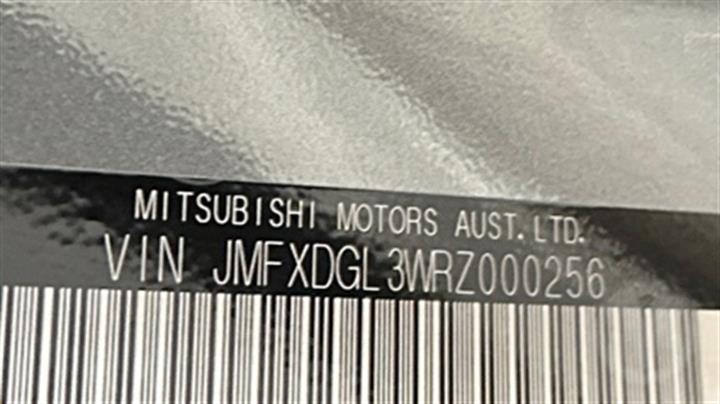 MITSUBISHI MOTORS AUST.LTD.
VIN JMFXDGL3WRZ000256